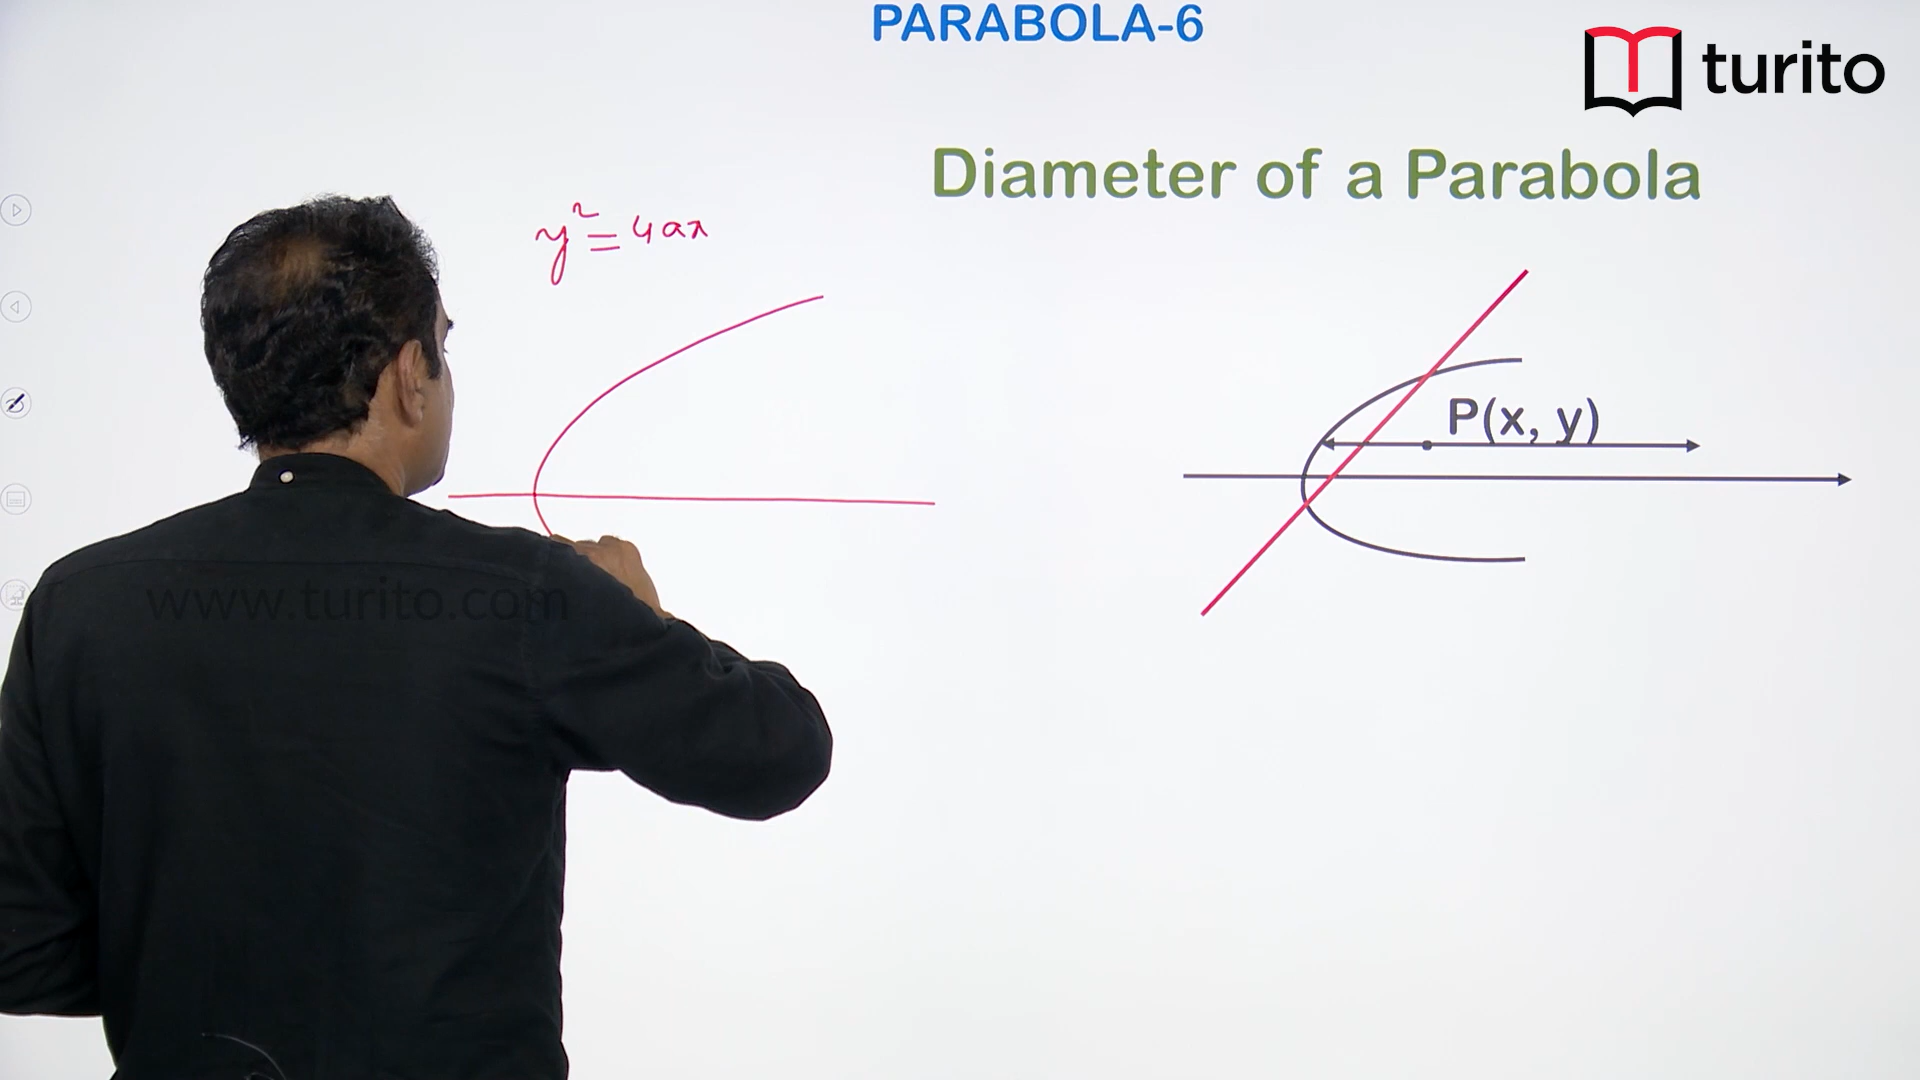 PARABOLA-6
turito
Diameter of a Parabola
y² = 4ax
P(x, y)
www.turito.com